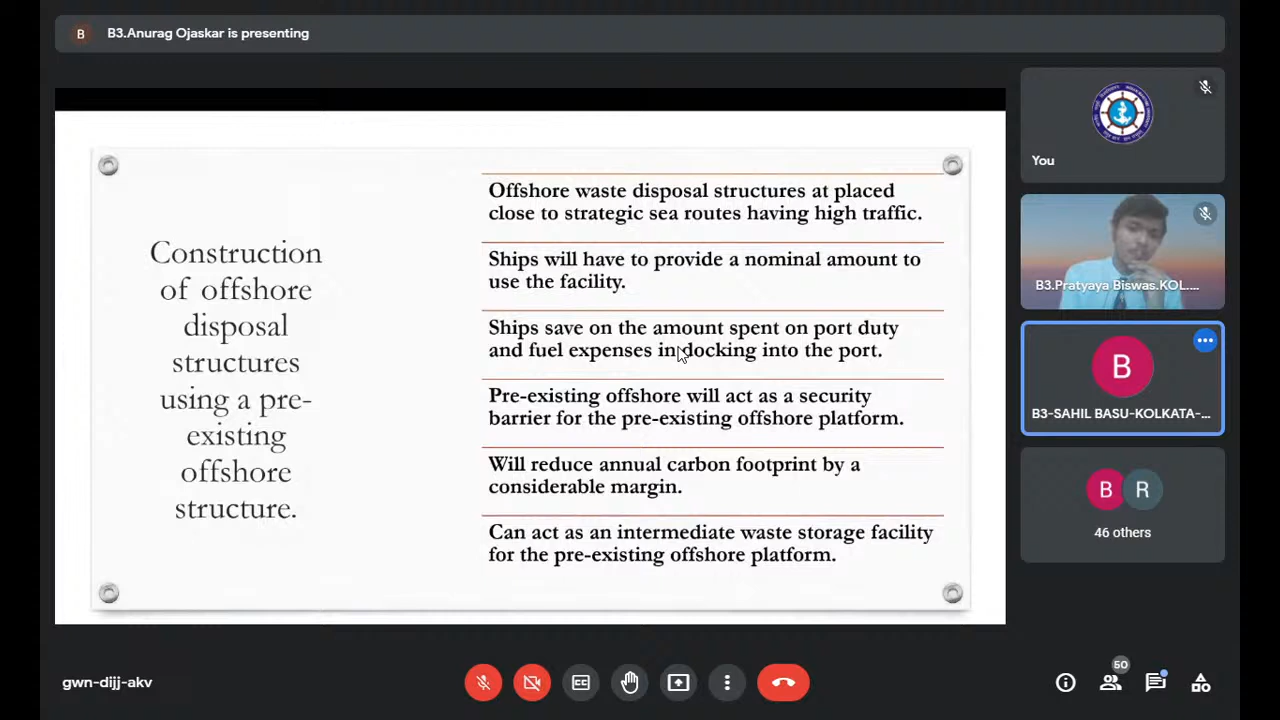 B
B3.Anurag Ojaskar is presenting
Construction
of offshore
disposal
structures
using a pre-
existing
offshore
structure.
Offshore waste disposal structures at placed
close to strategic sea routes having high traffic.
Ships will have to provide a nominal amount to
use the facility.
Ships save on the amount spent on port duty
and fuel expenses in docking into the port.
Pre-existing offshore will act as a security
barrier for the pre-existing offshore platform.
Will reduce annual carbon footprint by a
considerable margin.
Can act as an intermediate waste storage facility
for the pre-existing offshore platform.
You
B3.Pratyaya Biswas.KOL....
B
B3-SAHIL BASU-KOLKATA-...
B R
46 others
gwn-dijj-akv
CC
50